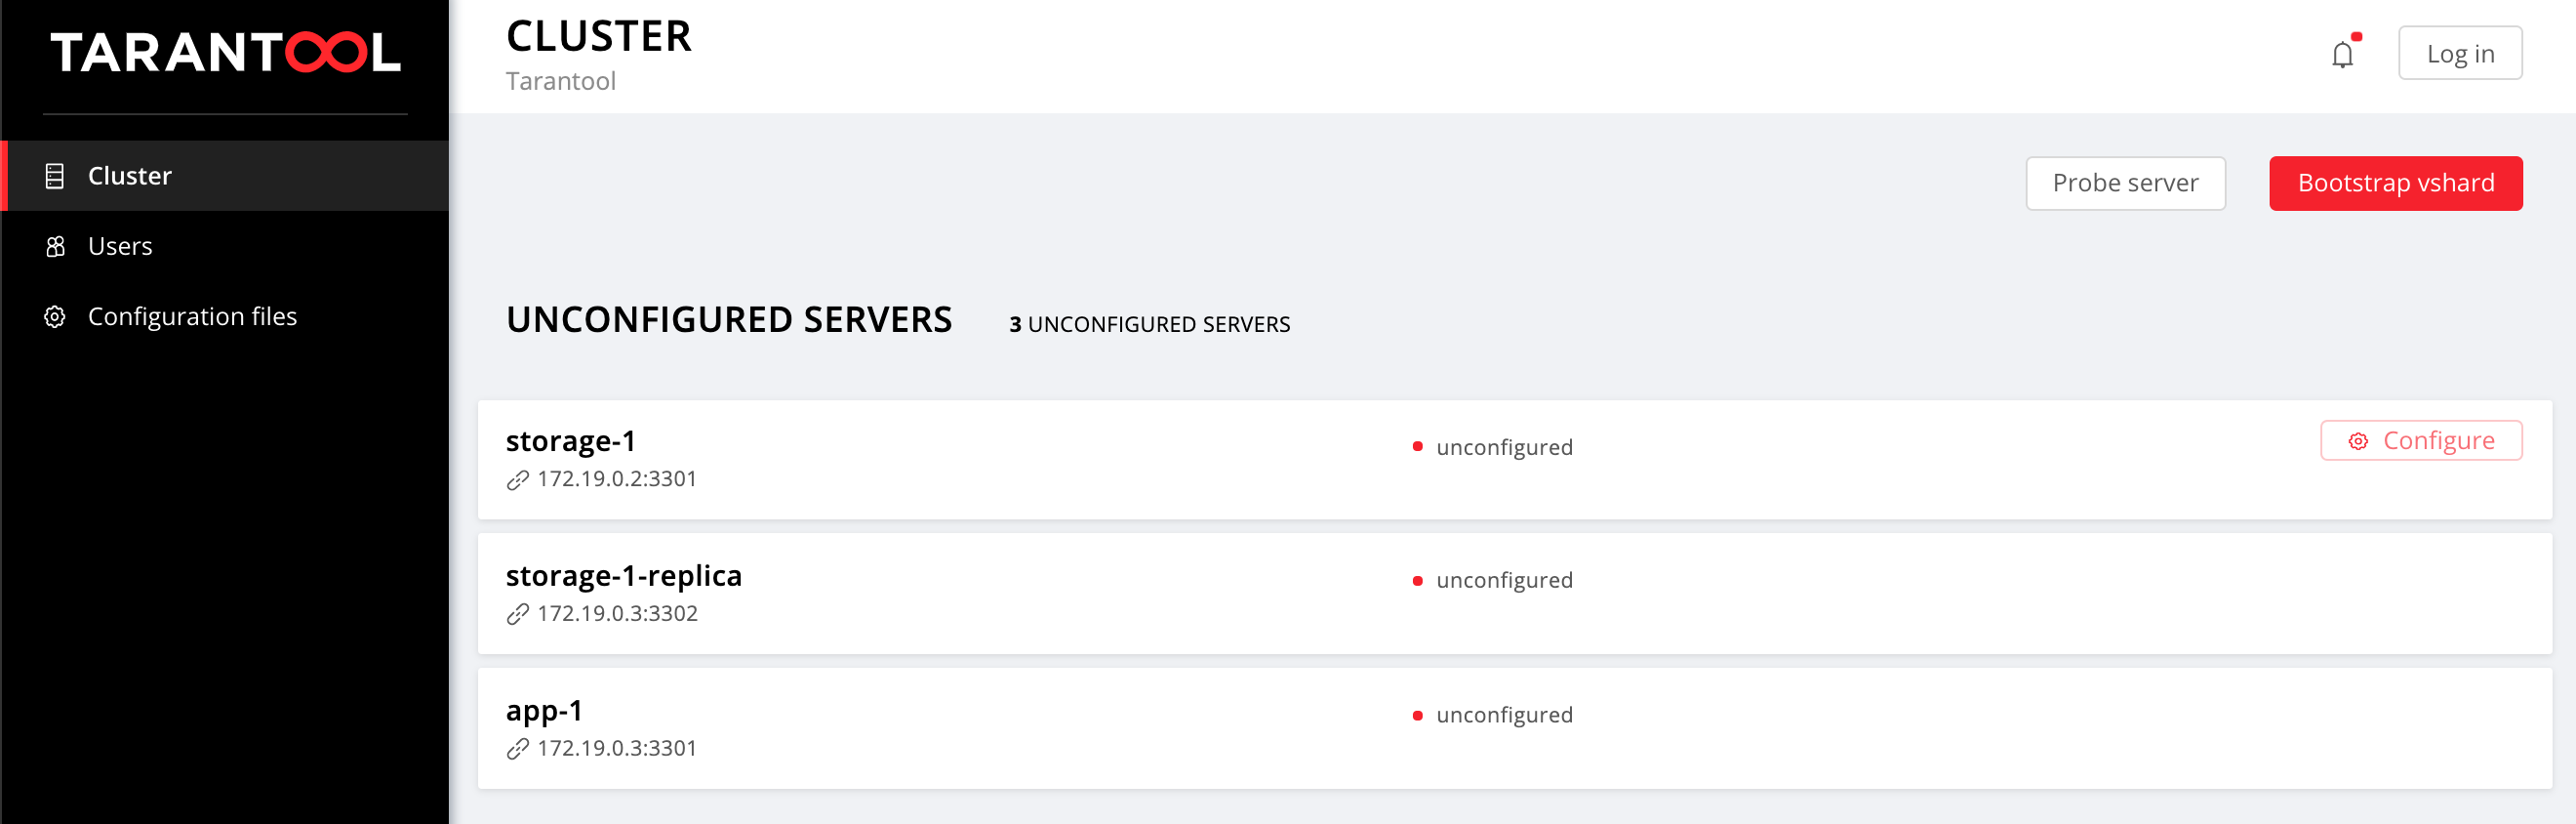 TARANTOOL
Cluster
Users
Configuration files
CLUSTER
Tarantool
Log in
Probe server
Bootstrap vshard
UNCONFIGURED SERVERS
3 UNCONFIGURED SERVERS
storage-1
172.19.0.2:3301
unconfigured
Configure
storage-1-replica
172.19.0.3:3302
unconfigured
app-1
172.19.0.3:3301
unconfigured